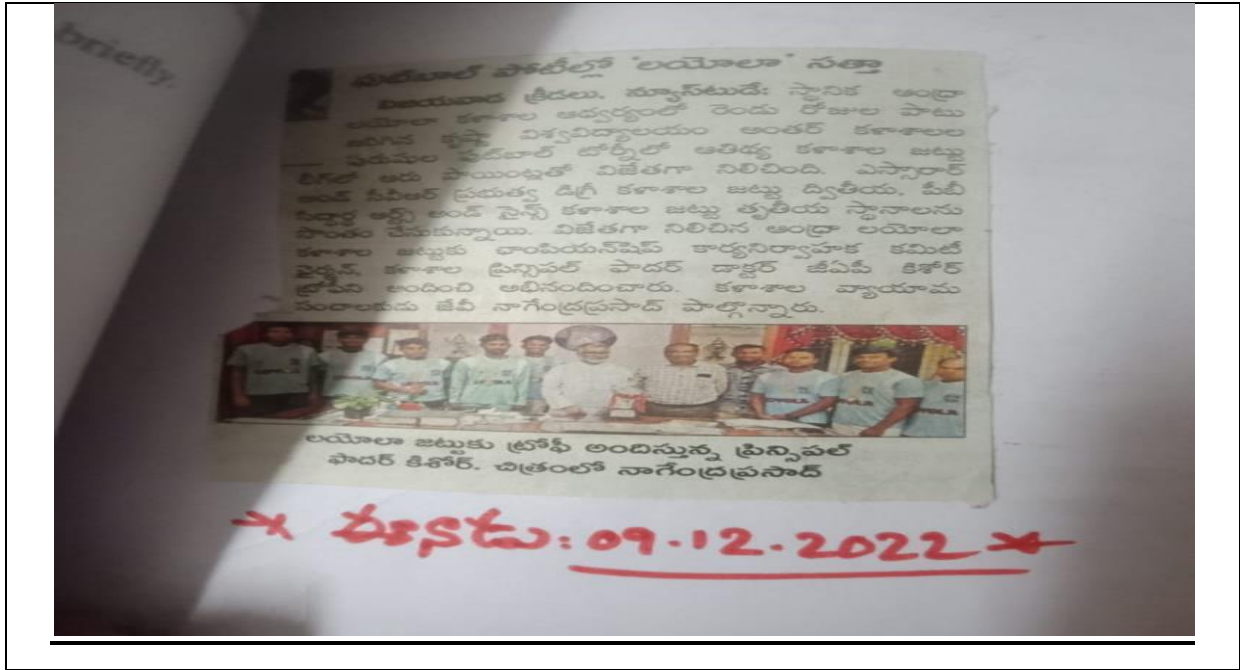 briefly.
ఫుట్‌బాల్ పోటీల్లో 'లయోలా' సత్తా
విజయవాడ క్రీడలు, న్యూస్‌టుడే: స్థానిక ఆంధ్రా
లయోలా కళాశాల ఆధ్వర్యంలో రెండు రోజుల పాటు
జరిగిన కృష్ణా విశ్వవిద్యాలయం అంతర్ కళాశాలల
పురుషుల ఫుట్‌బాల్ టోర్నీలో ఆతిథ్య కళాశాల జట్టు
లీగ్‌లో ఆరు పాయింట్లతో విజేతగా నిలిచింది. ఎస్సారార్
అండ్ సీవీఆర్ ప్రభుత్వ డిగ్రీ కళాశాల జట్టు ద్వితీయ, పీబీ
సిద్ధార్థ ఆర్ట్స్ అండ్ సైన్స్ కళాశాల జట్టు తృతీయ స్థానాలను
సొంతం చేసుకున్నాయి. విజేతగా నిలిచిన ఆంధ్రా లయోలా
కళాశాల జట్టుకు ఛాంపియన్‌షిప్ కార్యనిర్వాహక కమిటీ
ఛైర్మన్, కళాశాల ప్రిన్సిపల్ ఫాదర్ డాక్టర్ జీఏపీ కిశోర్
ట్రోఫీని అందించి అభినందించారు. కళాశాల వ్యాయామ
సంచాలకుడు జేవీ నాగేంద్రప్రసాద్ పాల్గొన్నారు.
లయోలా జట్టుకు ట్రోఫీ అందిస్తున్న ప్రిన్సిపల్
ఫాదర్ కిశోర్. చిత్రంలో నాగేంద్రప్రసాద్
* ఈనాడు: 09.12.2022 *